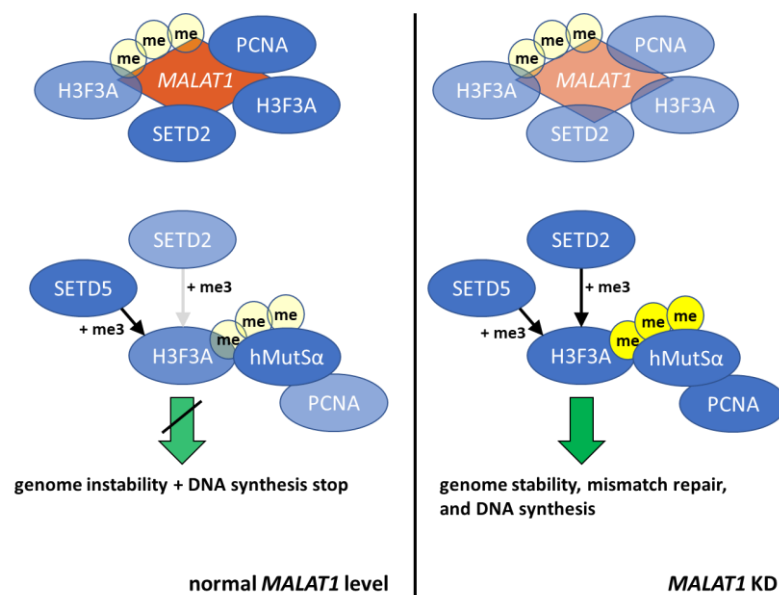 me
me
me
PCNA
H3F3A
MALAT1
H3F3A
SETD2
SETD2
SETD5
+ me3
+ me3
me
me
me
H3F3A
hMutSα
PCNA
genome instability + DNA synthesis stop
normal MALAT1 level
me
me
me
PCNA
H3F3A
MALAT1
H3F3A
SETD2
SETD2
SETD5
+ me3
+ me3
me
me
me
H3F3A
hMutSα
PCNA
genome stability, mismatch repair,
and DNA synthesis
MALAT1 KD